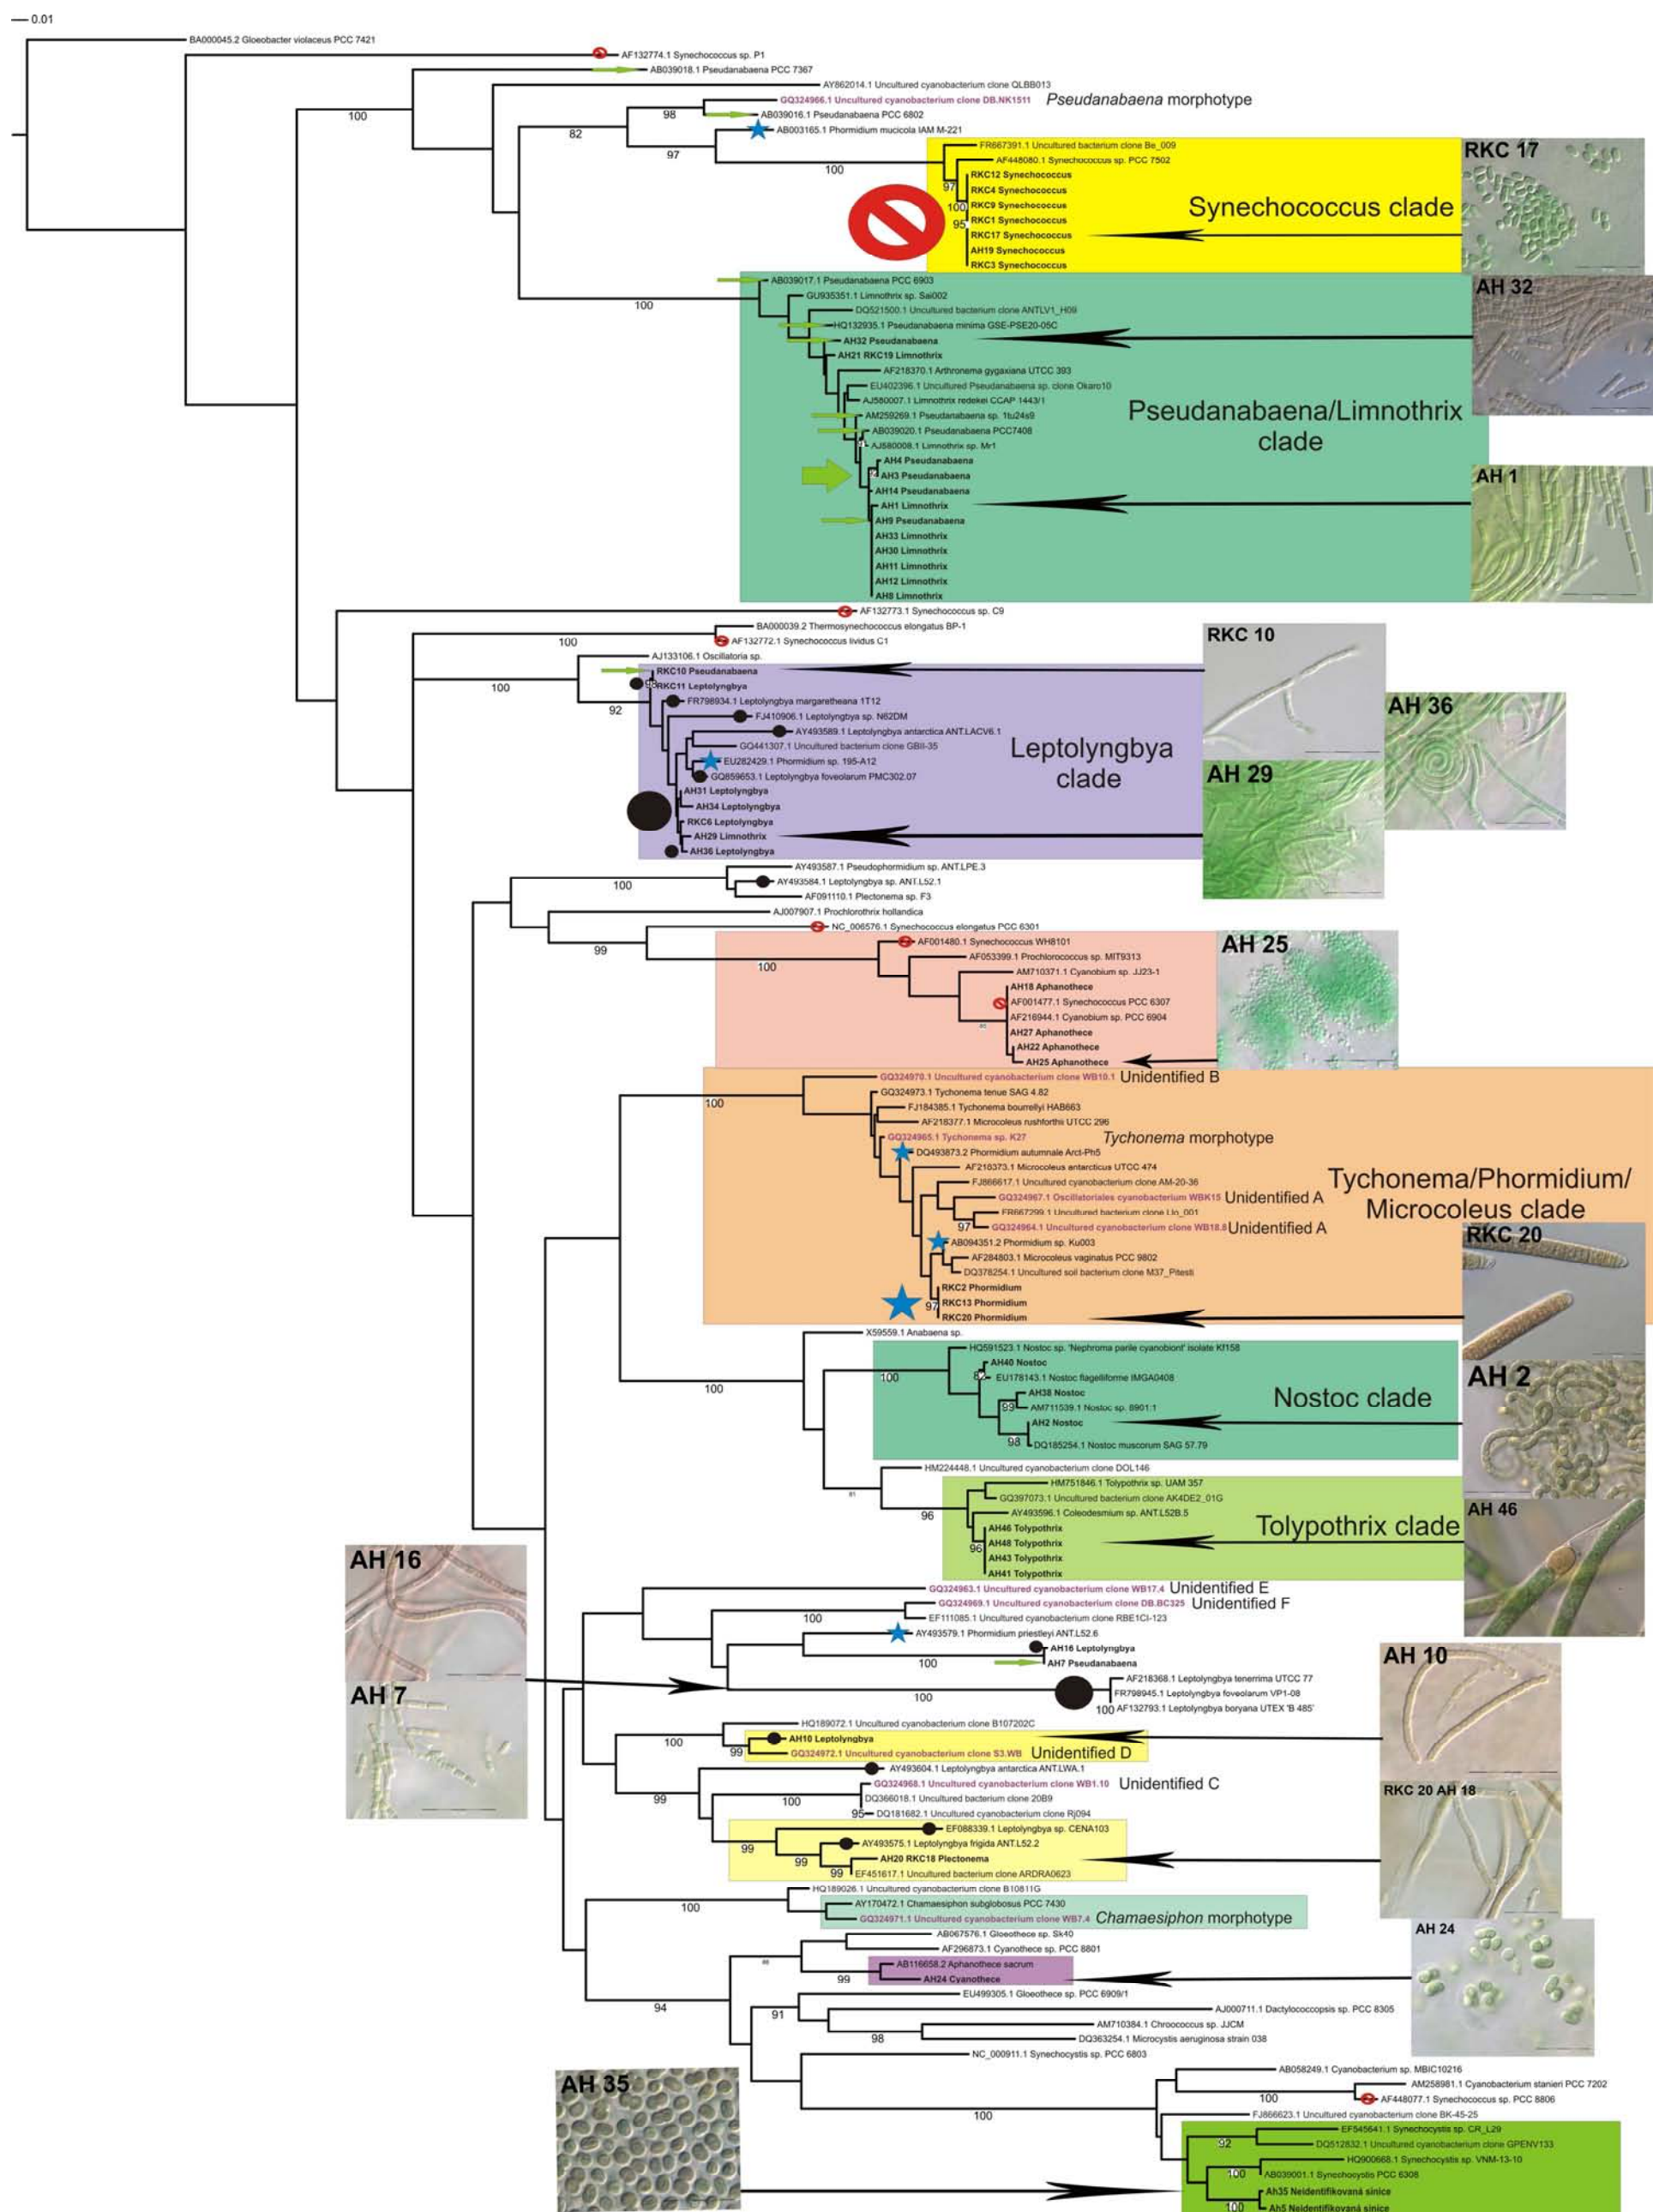 0.01
BA000045.2 Gloeobacter violaceus PCC 7421
AF132774.1 Synechococcus sp. P1
AB039018.1 Pseudanabaena PCC 7367
AY862014.1 Uncultured cyanobacterium clone QLBB013
100
GQ324966.1 Uncultured cyanobacterium clone DB.NK1511 Pseudanabaena morphotype
98
AB039016.1 Pseudanabaena PCC 6802
82
AB003165.1 Phormidium mucicola IAM M-221
97
FR667391.1 Uncultured bacterium clone Be_009
RKC 17
AF448080.1 Synechococcus sp. PCC 7502
100
RKC12 Synechococcus
97
RKC4 Synechococcus
RKC9 Synechococcus
100
Synechococcus clade
RKC1 Synechococcus
95
RKC17 Synechococcus
AH19 Synechococcus
RKC3 Synechococcus
AB039017.1 Pseudanabaena PCC 6903
AH 32
GU935351.1 Limnothrix sp. Sai002
100
DQ521500.1 Uncultured bacterium clone ANTLV1_H09
HQ132935.1 Pseudanabaena minima GSE-PSE20-05C
AH32 Pseudanabaena
AH21 RKC19 Limnothrix
AF218370.1 Arthronema gygaxiana UTCC 393
EU402396.1 Uncultured Pseudanabaena sp. clone Okaro10
AJ580007.1 Limnothrix redekei CCAP 1443/1
Pseudanabaena/Limnothrix
clade
AM259269.1 Pseudanabaena sp. 1tu24s9
AB039020.1 Pseudanabaena PCC7408
AJ580008.1 Limnothrix sp. Mr1
AH4 Pseudanabaena
AH3 Pseudanabaena
AH 1
AH14 Pseudanabaena
AH1 Limnothrix
AH9 Pseudanabaena
AH33 Limnothrix
AH30 Limnothrix
AH11 Limnothrix
AH12 Limnothrix
AH8 Limnothrix
AF132773.1 Synechococcus sp. C9
BA000039.2 Thermosynechococcus elongatus BP-1
100
AF132772.1 Synechococcus lividus C1
RKC 10
AJ133106.1 Oscillatoria sp.
RKC10 Pseudanabaena
100
98
RKC11 Leptolyngbya
FR798934.1 Leptolyngbya margaretheana 1T12
92
AH 36
FJ410906.1 Leptolyngbya sp. N62DM
AY493589.1 Leptolyngbya antarctica ANT.LACV6.1
GQ441307.1 Uncultured bacterium clone GBII-35
Leptolyngbya
clade
EU282429.1 Phormidium sp. 195-A12
AH 29
GQ859653.1 Leptolyngbya foveolarum PMC302.07
AH31 Leptolyngbya
AH34 Leptolyngbya
RKC6 Leptolyngbya
AH29 Limnothrix
AH36 Leptolyngbya
AY493587.1 Pseudophormidium sp. ANT.LPE.3
100
AY493584.1 Leptolyngbya sp. ANT.L52.1
AF091110.1 Plectonema sp. F3
AJ007907.1 Prochlorothrix hollandica
NC_006576.1 Synechococcus elongatus PCC 6301
99
AF001480.1 Synechococcus WH8101
AH 25
AF053399.1 Prochlorococcus sp. MIT9313
100
AM710371.1 Cyanobium sp. JJ23-1
AH18 Aphanothece
AF001477.1 Synechococcus PCC 6307
AF216944.1 Cyanobium sp. PCC 6904
AH27 Aphanothece
AH22 Aphanothece
AH25 Aphanothece
GQ324970.1 Uncultured cyanobacterium clone WB10.1 Unidentified B
GQ324973.1 Tychonema tenue SAG 4.82
100
FJ184385.1 Tychonema bourrellyi HAB663
AF218377.1 Microcoleus rushforthii UTCC 296
GQ324965.1 Tychonema sp. K27 Tychonema morphotype
DQ493873.2 Phormidium autumnale Arct-Ph5
AF218373.1 Microcoleus antarcticus UTCC 474
Tychonema/Phormidium/
Microcoleus clade
FJ866617.1 Uncultured cyanobacterium clone AM-20-36
GQ324967.1 Oscillatoriales cyanobacterium WBK15 Unidentified A
FR667299.1 Uncultured bacterium clone Llo_001
97
GQ324964.1 Uncultured cyanobacterium clone WB18.8 Unidentified A
RKC 20
AB094351.2 Phormidium sp. Ku003
AF284803.1 Microcoleus vaginatus PCC 9802
DQ378254.1 Uncultured soil bacterium clone M37_Pitesti
RKC2 Phormidium
97
RKC13 Phormidium
RKC20 Phormidium
X59559.1 Anabaena sp.
HQ591523.1 Nostoc sp. 'Nephroma parile cyanobiont' isolate Kf158
AH40 Nostoc
AH 2
100
100
82
EU178143.1 Nostoc flagelliforme IMGA0408
AH38 Nostoc
Nostoc clade
99
AM711539.1 Nostoc sp. 8901:1
AH2 Nostoc
98
DQ185254.1 Nostoc muscorum SAG 57.79
HM224448.1 Uncultured cyanobacterium clone DOL146
HM751846.1 Tolypothrix sp. UAM 357
GQ397073.1 Uncultured bacterium clone AK4DE2_01G
AH 46
96
AY493596.1 Coleodesmium sp. ANT.L52B.5
Tolypothrix clade
AH46 Tolypothrix
96
AH48 Tolypothrix
AH43 Tolypothrix
AH41 Tolypothrix
AH 16
GQ324963.1 Uncultured cyanobacterium clone WB17.4 Unidentified E
GQ324969.1 Uncultured cyanobacterium clone DB.BC325 Unidentified F
100
EF111085.1 Uncultured cyanobacterium clone RBE1CI-123
AY493579.1 Phormidium priestleyi ANT.L52.6
AH16 Leptolyngbya
100
AH7 Pseudanabaena
AH 10
AF218368.1 Leptolyngbya tenerrima UTCC 77
AH 7
100
FR798945.1 Leptolyngbya foveolarum VP1-08
100
AF132793.1 Leptolyngbya boryana UTEX 'B 485'
HQ189072.1 Uncultured cyanobacterium clone B107202C
100
AH10 Leptolyngbya
99
GQ324972.1 Uncultured cyanobacterium clone S3.WB Unidentified D
AY493604.1 Leptolyngbya antarctica ANT.LWA.1
GQ324968.1 Uncultured cyanobacterium clone WB1.10 Unidentified C
RKC 20 AH 18
99
100
DQ366018.1 Uncultured bacterium clone 20B9
95
DQ181682.1 Uncultured cyanobacterium clone Rj094
EF088339.1 Leptolyngbya sp. CENA103
99
AY493575.1 Leptolyngbya frigida ANT.L52.2
99
AH20 RKC18 Plectonema
99
EF451617.1 Uncultured bacterium clone ARDRA0623
HQ189026.1 Uncultured cyanobacterium clone B10811G
100
AY170472.1 Chamaesiphon subglobosus PCC 7430
GQ324971.1 Uncultured cyanobacterium clone WB7.4 Chamaesiphon morphotype
AH 24
AB067576.1 Gloeothece sp. Sk40
AF296873.1 Cyanothece sp. PCC 8801
AB116658.2 Aphanothece sacrum
99
AH24 Cyanothece
EU499305.1 Gloeothece sp. PCC 6909/1
94
91
AJ000711.1 Dactylococcopsis sp. PCC 8305
AM710384.1 Chroococcus sp. JJCM
98
DQ363254.1 Microcystis aeruginosa strain 038
NC_000911.1 Synechocystis sp. PCC 6803
AB058249.1 Cyanobacterium sp. MBIC10216
AH 35
AM258981.1 Cyanobacterium stanieri PCC 7202
100
AF448077.1 Synechococcus sp. PCC 8806
100
FJ866623.1 Uncultured cyanobacterium clone BK-45-25
EF545641.1 Synechocystis sp. CR_L29
92
DQ512832.1 Uncultured cyanobacterium clone GPENV133
HQ900668.1 Synechocystis sp. VNM-13-10
100
AB039001.1 Synechocystis PCC 6308
Ah35 Neidentifikovaná sinice
100
Ah5 Neidentifikovaná sinice